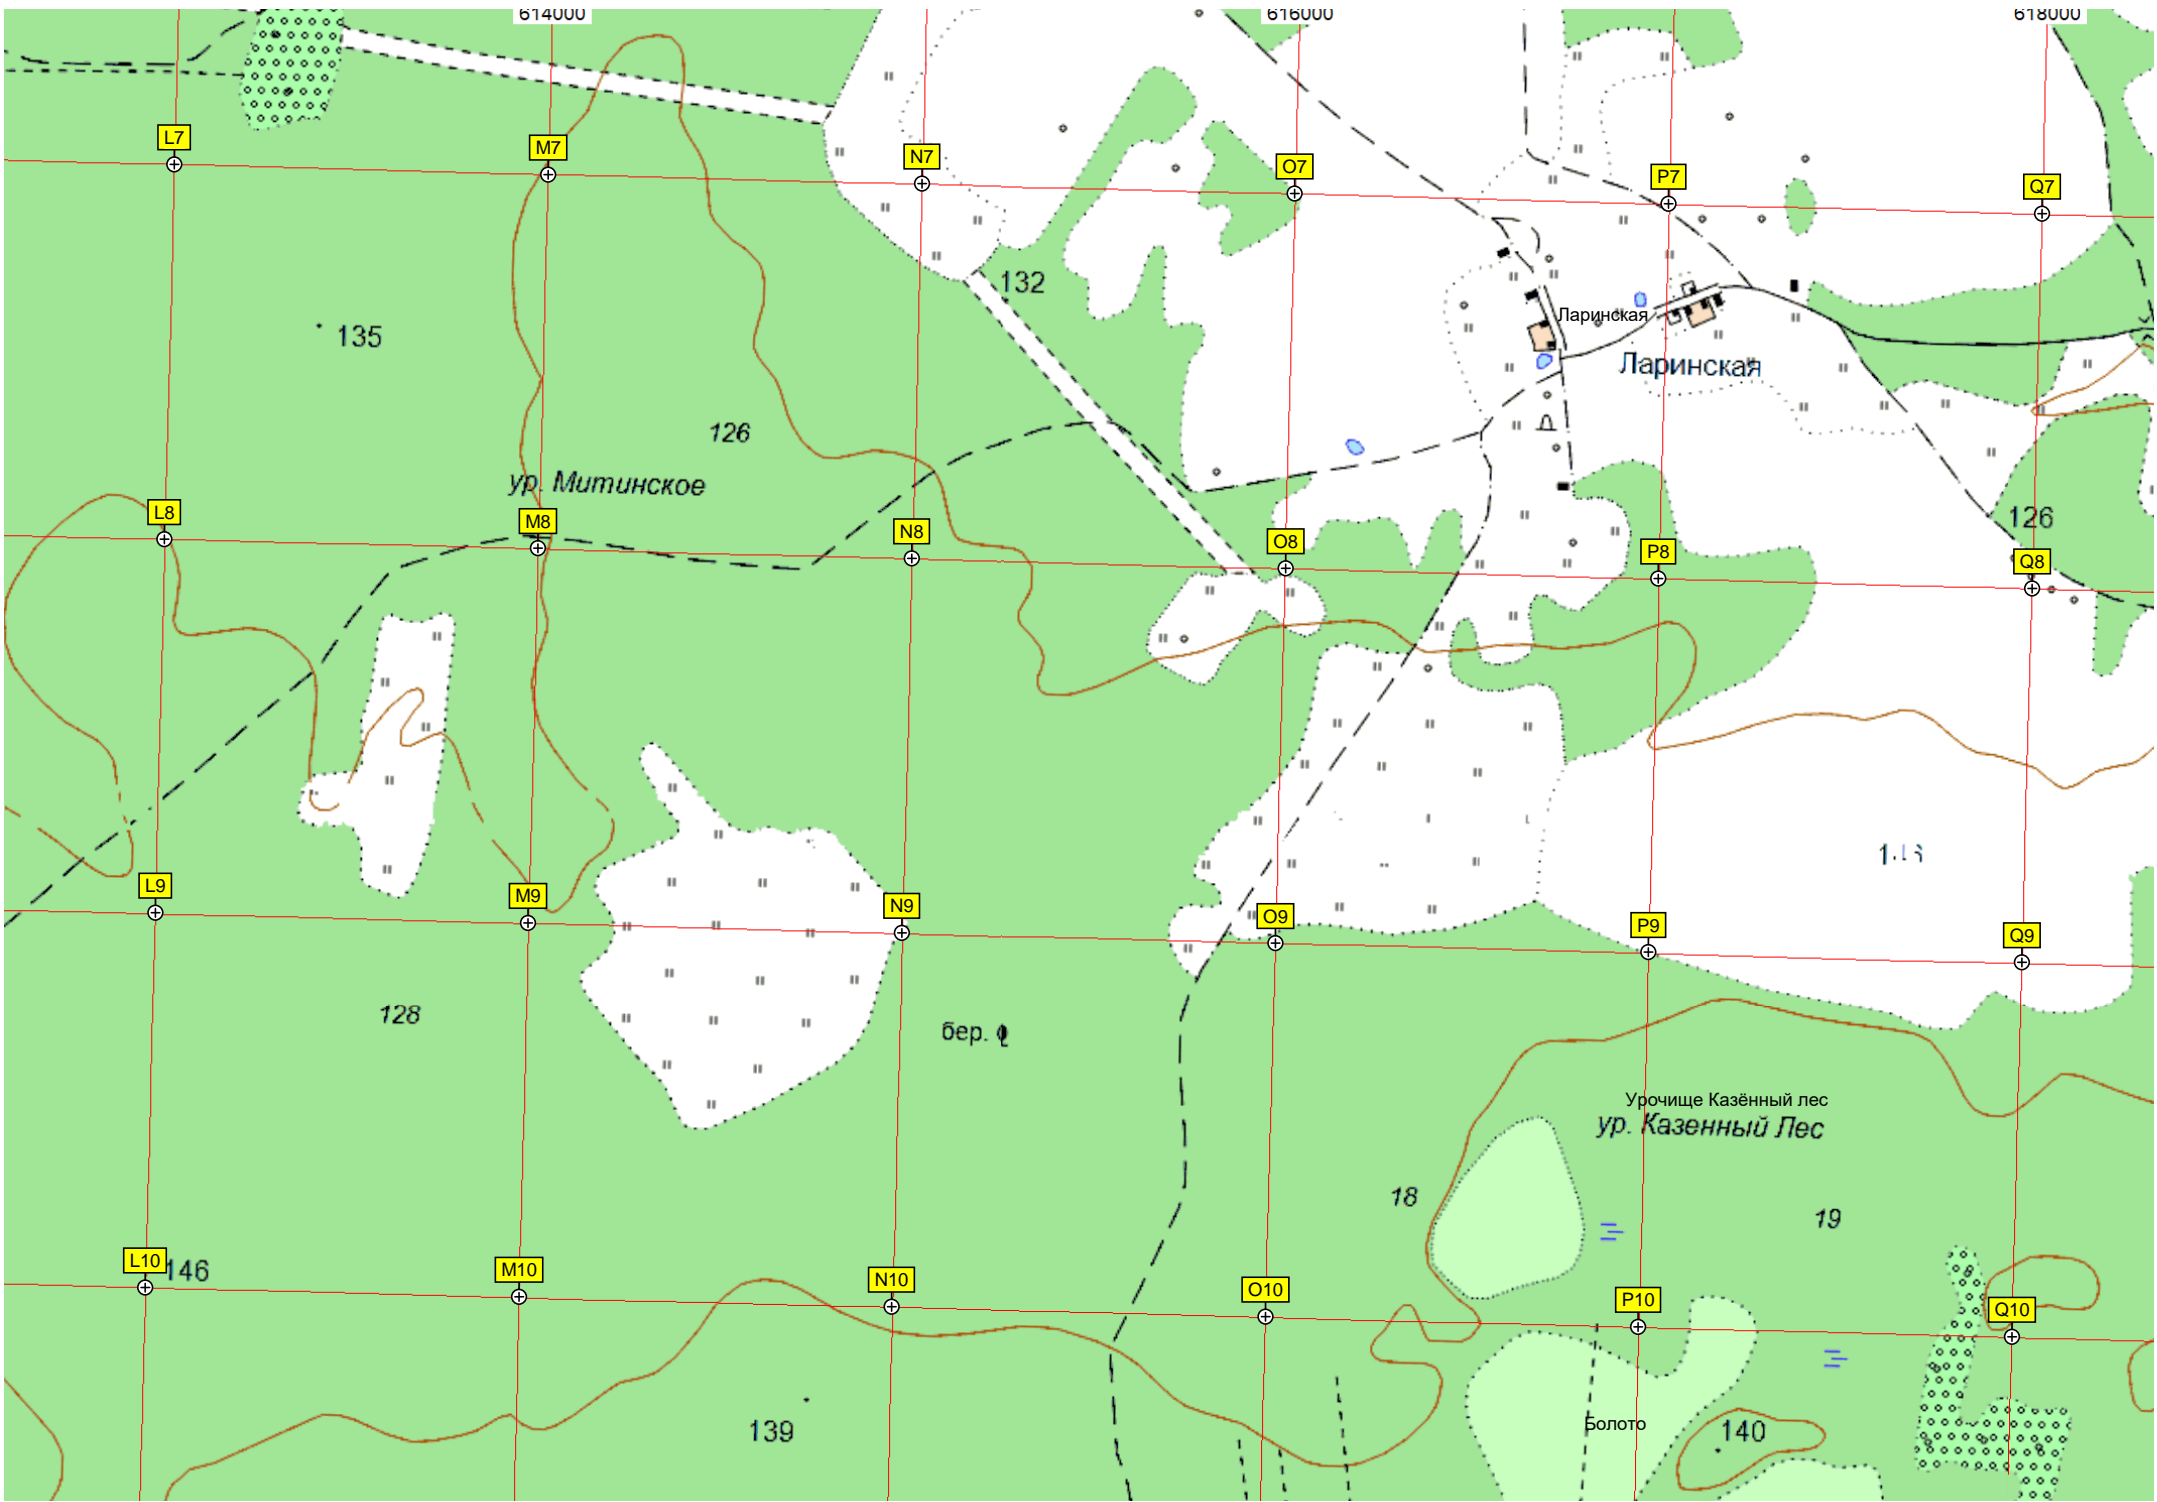 614000
616000
618000
L7
M7
N7
O7
P7
Q7
132
135
Ларинская
Ларинская
126
ур. Митинское
L8
M8
N8
O8
P8
126
Q8
L9
M9
N9
O9
P9
Q9
128
бер.
Урочище Казённый лес
ур. Казенный Лес
18
19
L10
146
M10
N10
O10
P10
Q10
139
Болото
140